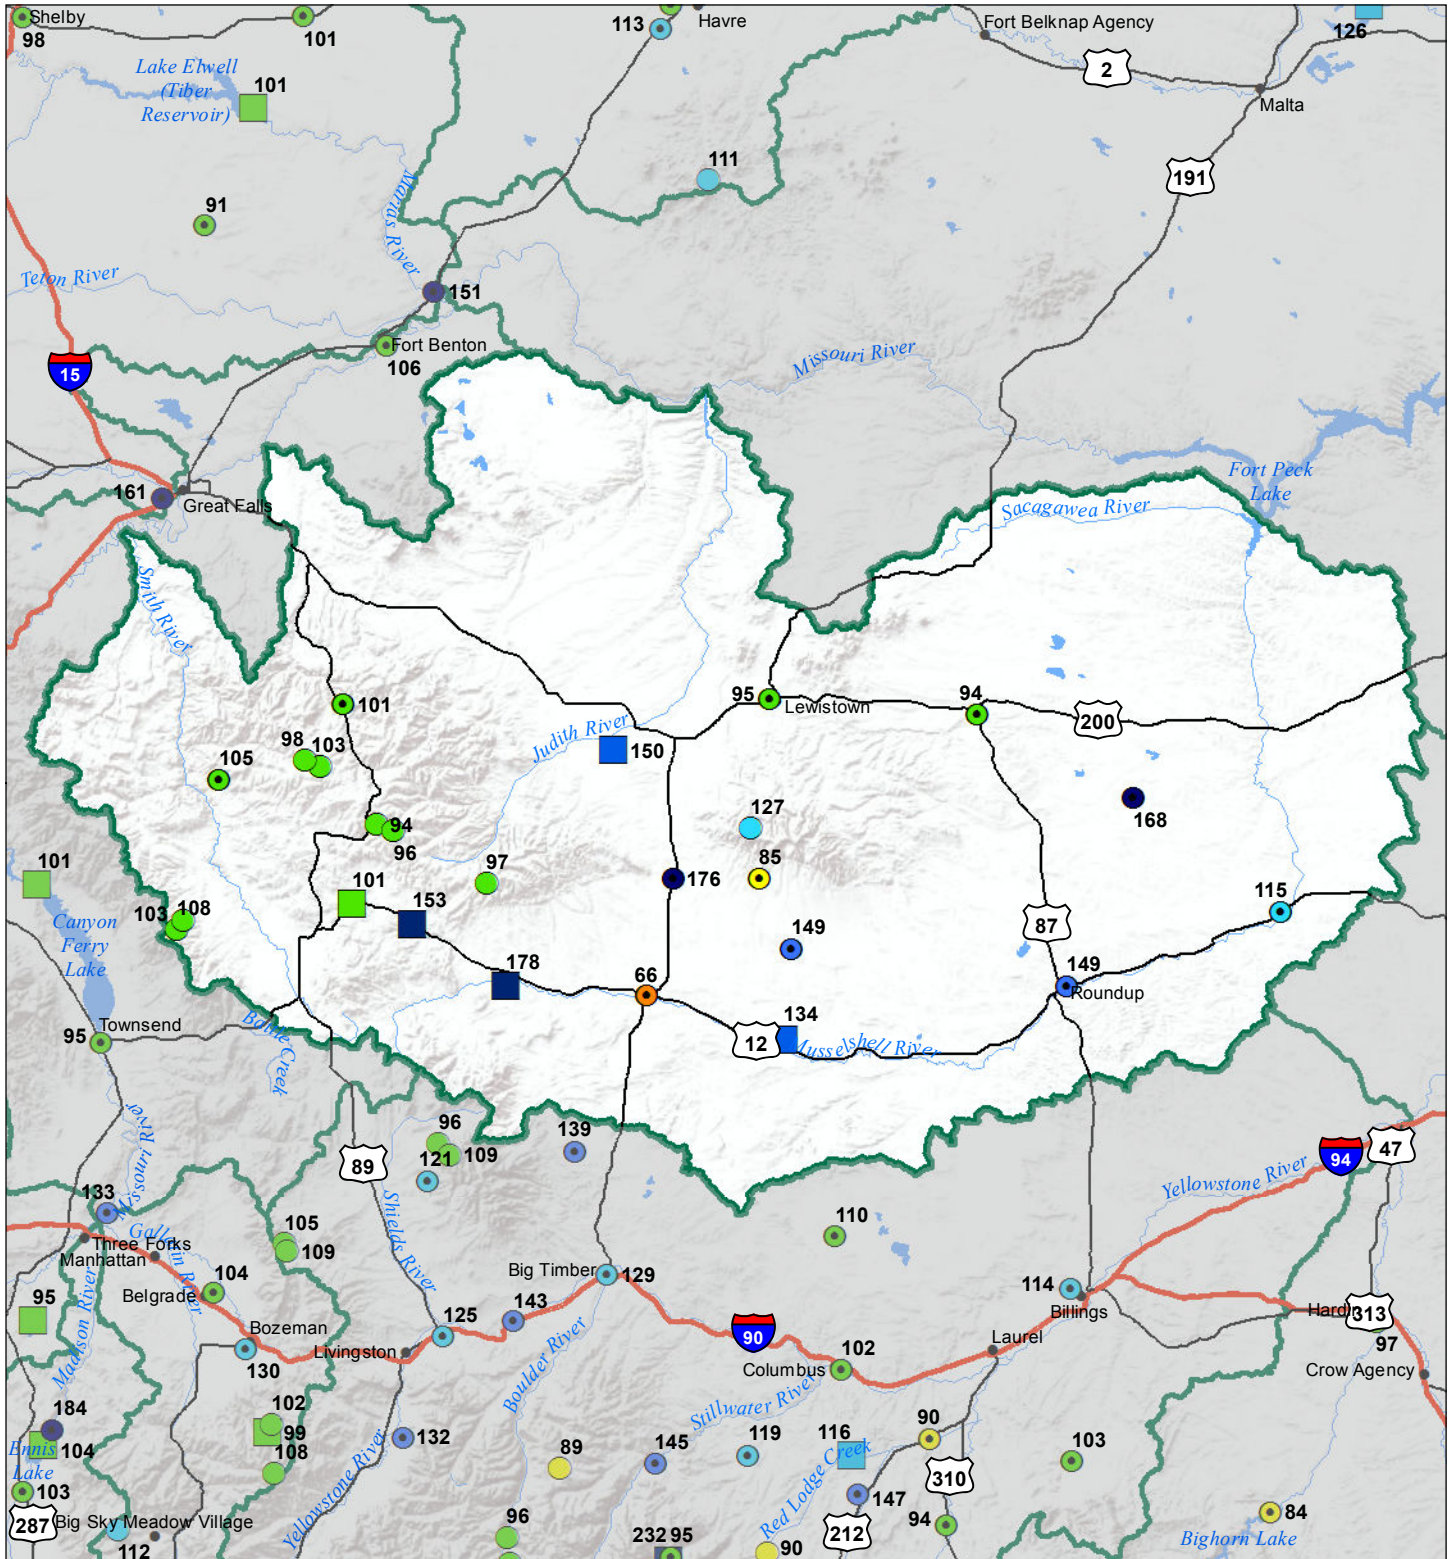 Shelby
98
101
113
Havre
Fort Belknap Agency
126
2
Malta
Lake Elwell
(Tiber
Reservoir)
101
111
191
91
Marias River
Teton River
151
Fort Benton
106
15
Missouri River
161
Great Falls
Fort Peck
Lake
Sacagawea River
Smith River
101
95
Lewistown
94
200
98
103
105
Judith River
150
127
168
94
96
97
85
176
101
153
101
103
108
115
Canyon
Ferry
Lake
149
87
178
66
149
Roundup
134
12
Musselshell River
Townsend
95
Battle Creek
Missouri River
96
109
121
139
89
94
47
Yellowstone River
133
Shields River
110
105
109
Gallatin River
Three Forks
Manhattan
104
Belgrade
Big Timber
129
114
Billings
Hardin
313
97
95
Madison River
Bozeman
130
Livingston
125
143
90
Laurel
Columbus
102
Crow Agency
Boulder River
Stillwater River
102
99
108
184
104
Ennis
Lake
103
132
Yellowstone River
89
145
119
116
90
Red Lodge Creek
310
103
287
Big Sky Meadow Village
112
96
232
95
90
147
212
94
84
Bighorn Lake